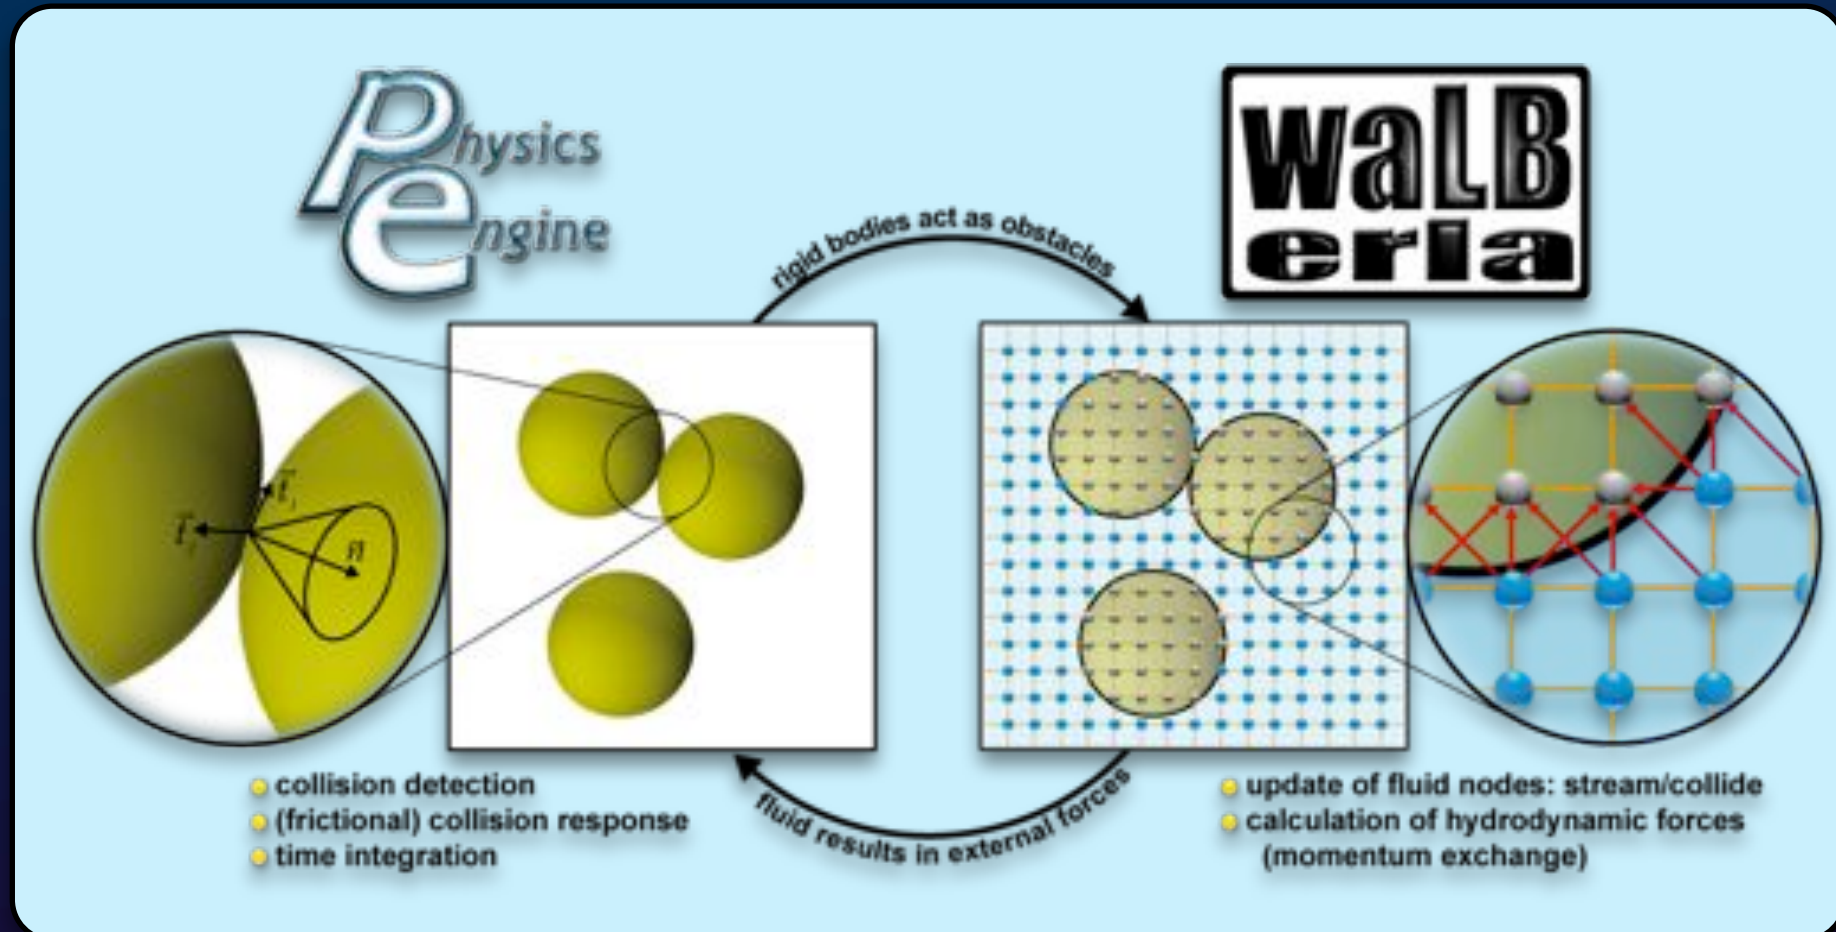 Physics
Engine
waLB
erla
rigid bodies act as obstacles
n
collision detection
(frictional) collision response
time integration
fluid results in external forces
update of fluid nodes: stream/collide
calculation of hydrodynamic forces
(momentum exchange)